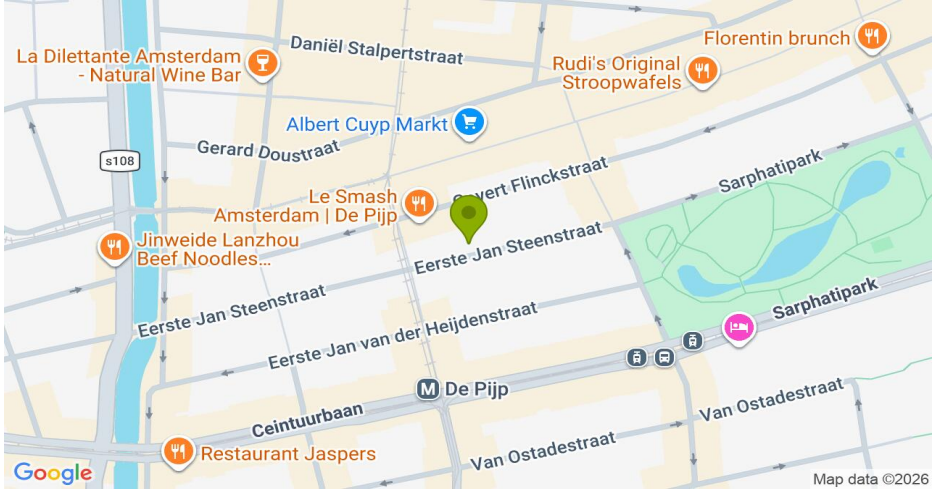 Daniël Stalpertstraat
La Dilettante Amsterdam
- Natural Wine Bar
Florentin brunch
Rudi's Original
Stroopwafels
Albert Cuyp Markt
Gerard Doustraat
s108
Govert Flinckstraat
Sarphatipark
Le Smash
Amsterdam | De Pijp
Jinweide Lanzhou
Beef Noodles...
Eerste Jan Steenstraat
Eerste Jan Steenstraat
Sarphatipark
Eerste Jan van der Heijdenstraat
M
De Pijp
Ceintuurbaan
Van Ostadestraat
Van Ostadestraat
Restaurant Jaspers
Google
Map data ©2026